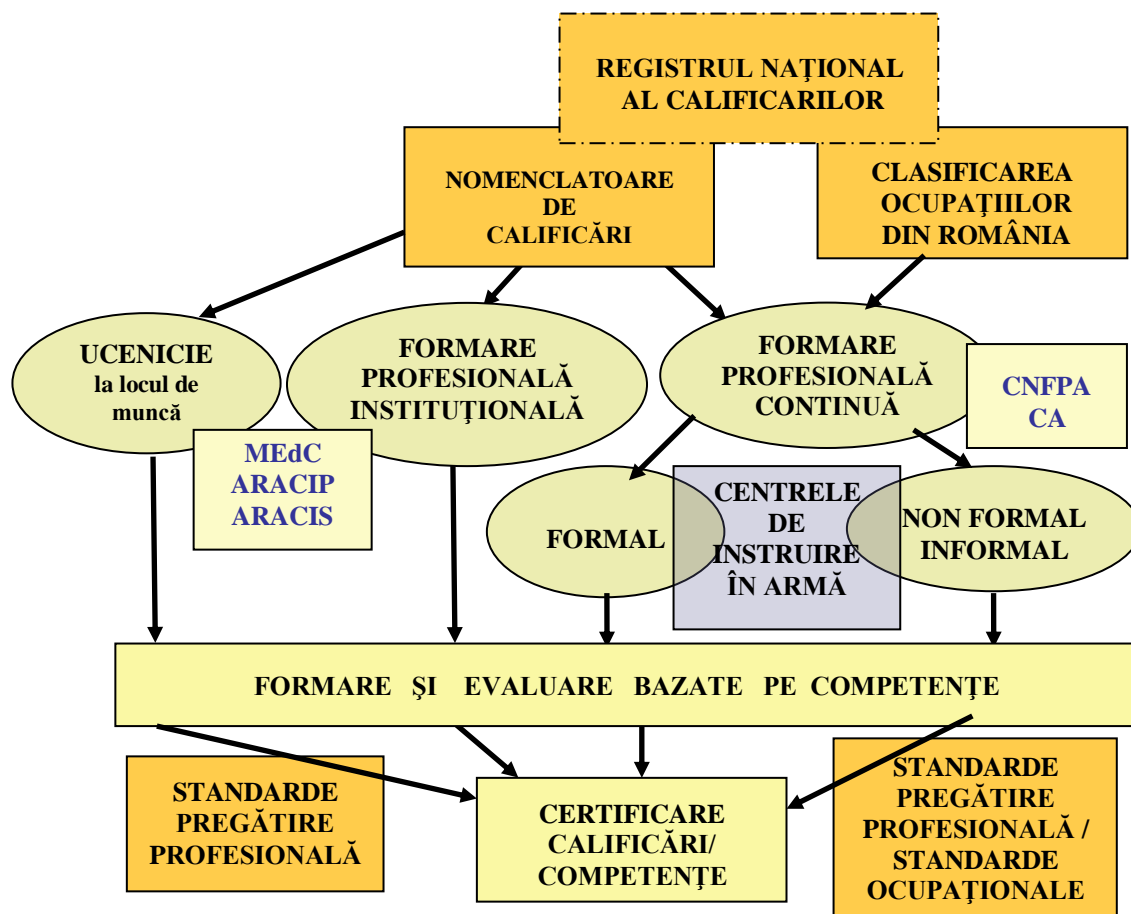 REGISTRUL NAŢIONAL
AL CALIFICARILOR
NOMENCLATOARE
DE
CALIFICĂRI
CLASIFICAREA
OCUPAŢIILOR
DIN ROMÂNIA
UCENICIE
la locul de
muncă
FORMARE
PROFESIONALĂ
INSTITUŢIONALĂ
FORMARE
PROFESIONALĂ
CONTINUĂ
CNFPA
CA
MEdC
ARACIP
ARACIS
FORMAL
CENTRELE
DE
INSTRUIRE
ÎN ARMĂ
NON FORMAL
INFORMAL
FORMARE ŞI EVALUARE BAZATE PE COMPETENŢE
STANDARDE
PREGĂTIRE
PROFESIONALĂ
CERTIFICARE
CALIFICĂRI/
COMPETENŢE
STANDARDE
PREGĂTIRE
PROFESIONALĂ /
STANDARDE
OCUPAŢIONALE